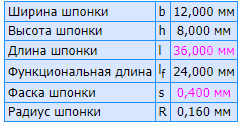 Ширина шпонки b 12,000 мм
Высота шпонки h 8,000 мм
Длина шпонки l 36,000 мм
Функциональная длина lf 24,000 мм
Фаска шпонки s 0,400 мм
Радиус шпонки R 0,160 мм